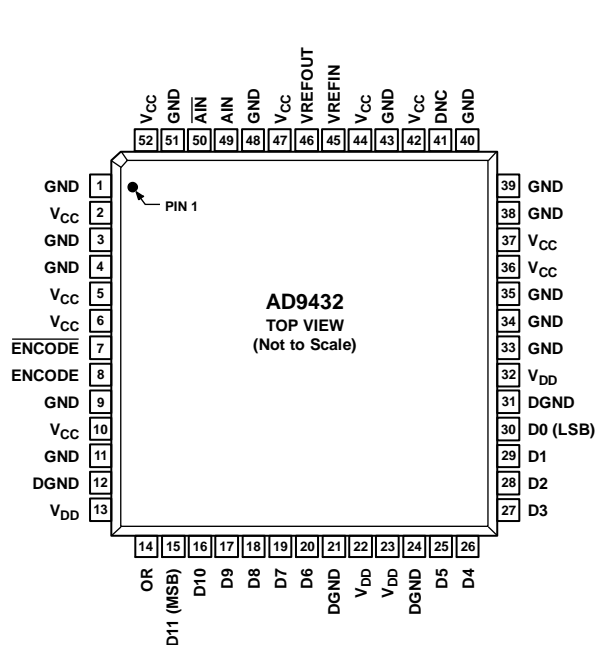 VCC GND AIN AIN GND VCC VREFOUT VREFIN VCC GND VCC DNC GND
52 51 50 49 48 47 46 45 44 43 42 41 40
GND 1
VCC 2
GND 3
GND 4
VCC 5
VCC 6
ENCODE 7
ENCODE 8
GND 9
VCC 10
GND 11
DGND 12
VDD 13
PIN 1
AD9432
TOP VIEW
(Not to Scale)
39 GND
38 GND
37 VCC
36 VCC
35 GND
34 GND
33 GND
32 VDD
31 DGND
30 D0 (LSB)
29 D1
28 D2
27 D3
14 15 16 17 18 19 20 21 22 23 24 25 26
OR D11 (MSB) D10 D9 D8 D7 D6 DGND VDD VDD DGND D5 D4